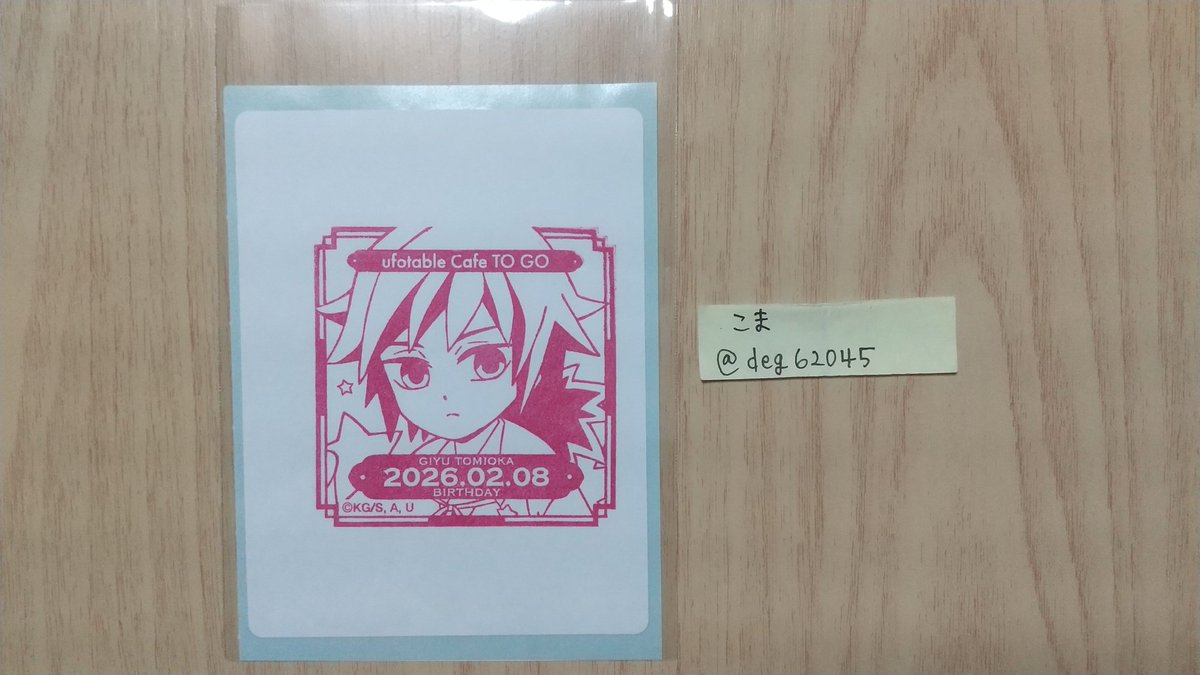 ufotable Cafe TO GO
GIYU TOMIOKA
2026.02.08
BIRTHDAY
©KG/S, A, U
こま
@deg62045